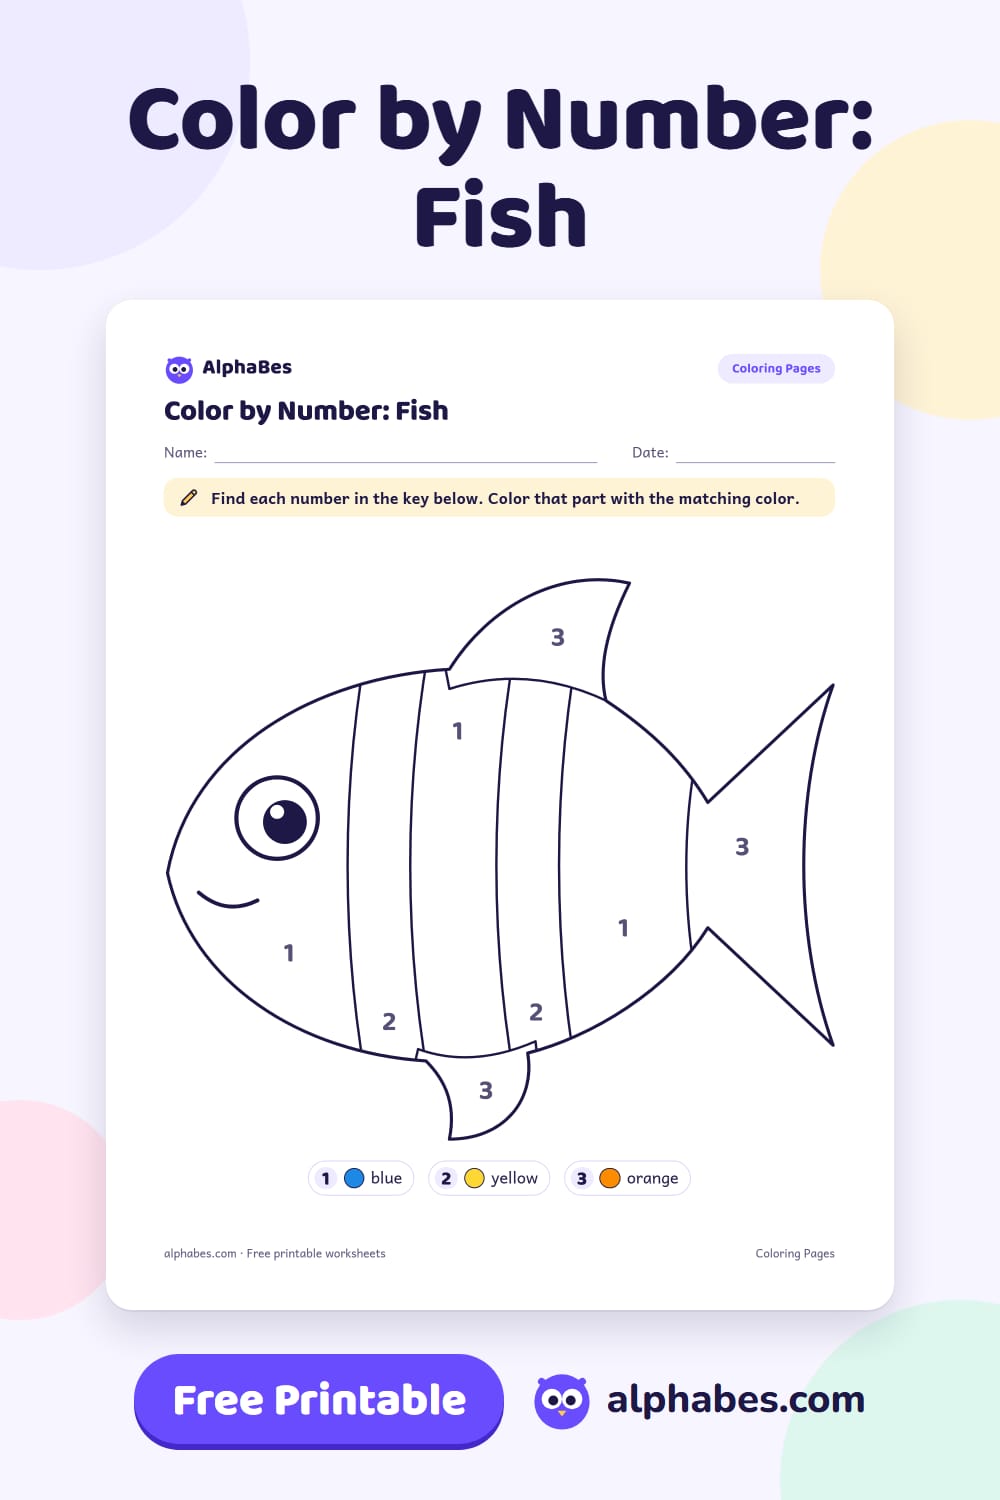 Color by Number:
Fish
AlphaBes
Coloring Pages
Color by Number: Fish
Name:
Date:
Find each number in the key below. Color that part with the matching color.
3
1
3
1
1
2
2
3
1 blue
2 yellow
3 orange
alphabes.com · Free printable worksheets
Coloring Pages
Free Printable
alphabes.com